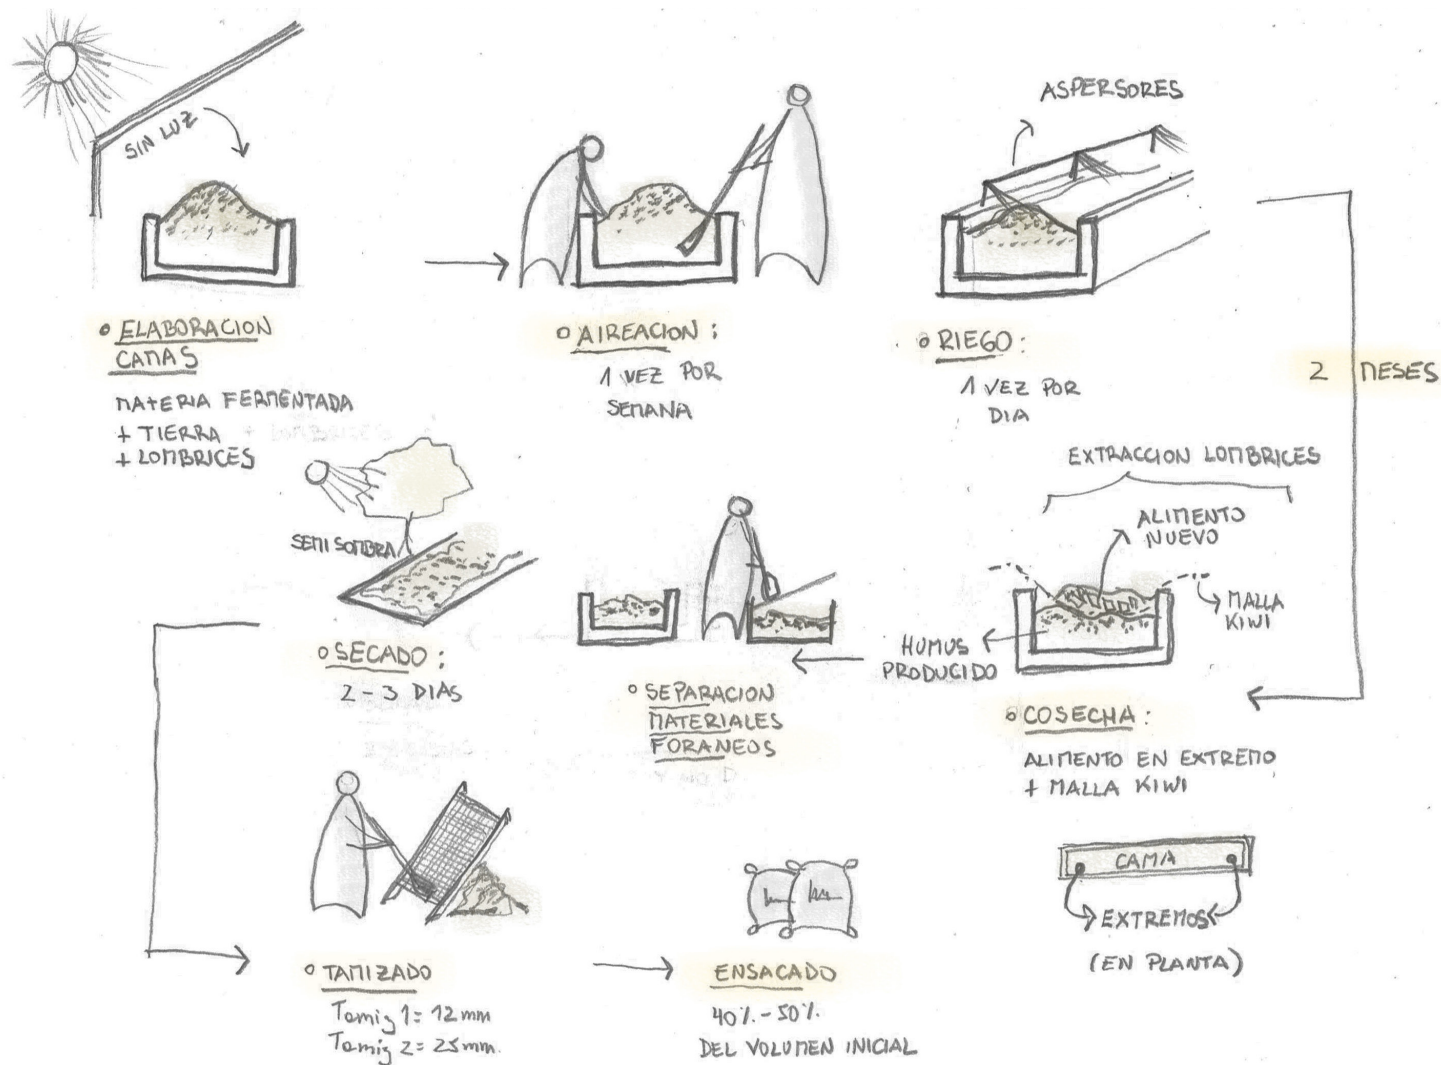 SIN LUZ
° ELABORACION
CAMAS
MATERIA FERMENTADA
+ TIERRA
+ LOMBRICES
° AIREACION :
1 VEZ POR
SEMANA
ASPERSORES
° RIEGO :
1 VEZ POR
DIA
2 MESES
EXTRACCION LOMBRICES
ALIMENTO
NUEVO
MALLA
KIWI
HUMUS
PRODUCIDO
° COSECHA :
ALIMENTO EN EXTREMO
+ MALLA KIWI
CAMA
EXTREMOS
(EN PLANTA)
° SEPARACION
MATERIALES
FORANEOS
SEMI SOMBRA
° SECADO :
2 - 3 DIAS
° TAMIZADO
Tamiz 1 = 12 mm
Tamiz 2 = 25 mm.
ENSACADO
40% - 50%
DEL VOLUMEN INICIAL